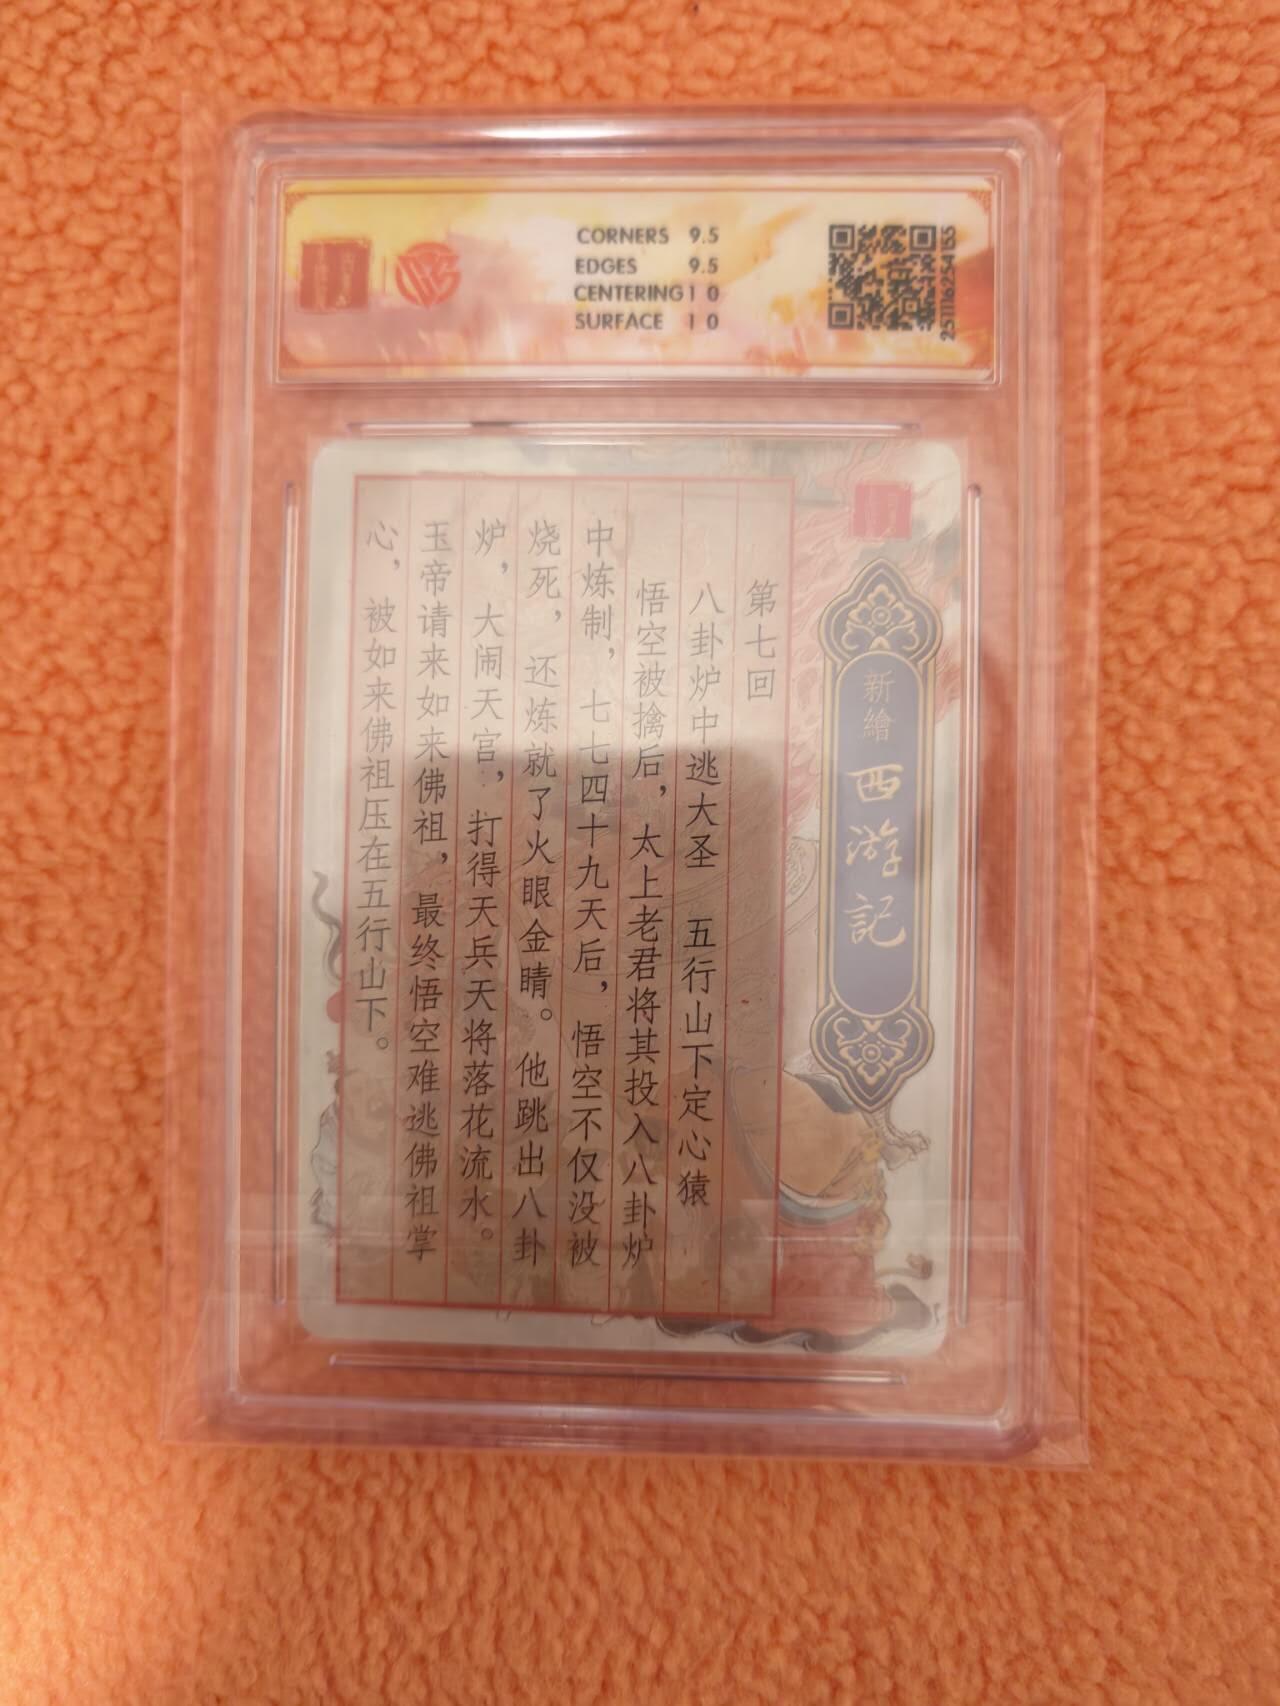 CORNERS 9.5
EDGES 9.5
CENTERING 10
SURFACE 10
2511116254155
新繪西游記
第七回
八卦炉中逃大圣 五行山下定心猿
悟空被擒后，太上老君将其投入八卦炉
中炼制，七七四十九天后，悟空不仅没被
烧死，还炼就了火眼金睛。他跳出八卦
炉，大闹天宫，打得天兵天将落花流水。
玉帝请来如来佛祖，最终悟空难逃佛祖掌
心，被如来佛祖压在五行山下。